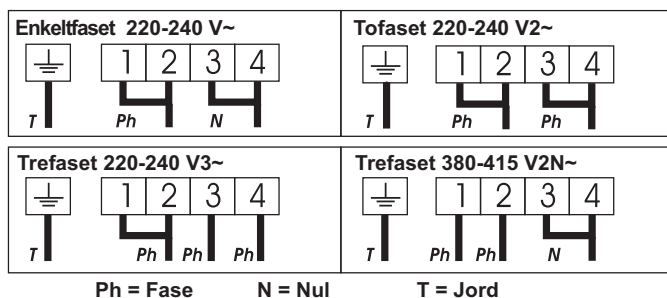 Enkeltfaset 220-240 V~
1 2 3 4
T Ph N
Tofaset 220-240 V2~
1 2 3 4
T Ph Ph
Trefaset 220-240 V3~
1 2 3 4
T Ph Ph Ph
Trefaset 380-415 V2N~
1 2 3 4
T Ph Ph N
Ph = Fase N = Nul T = Jord